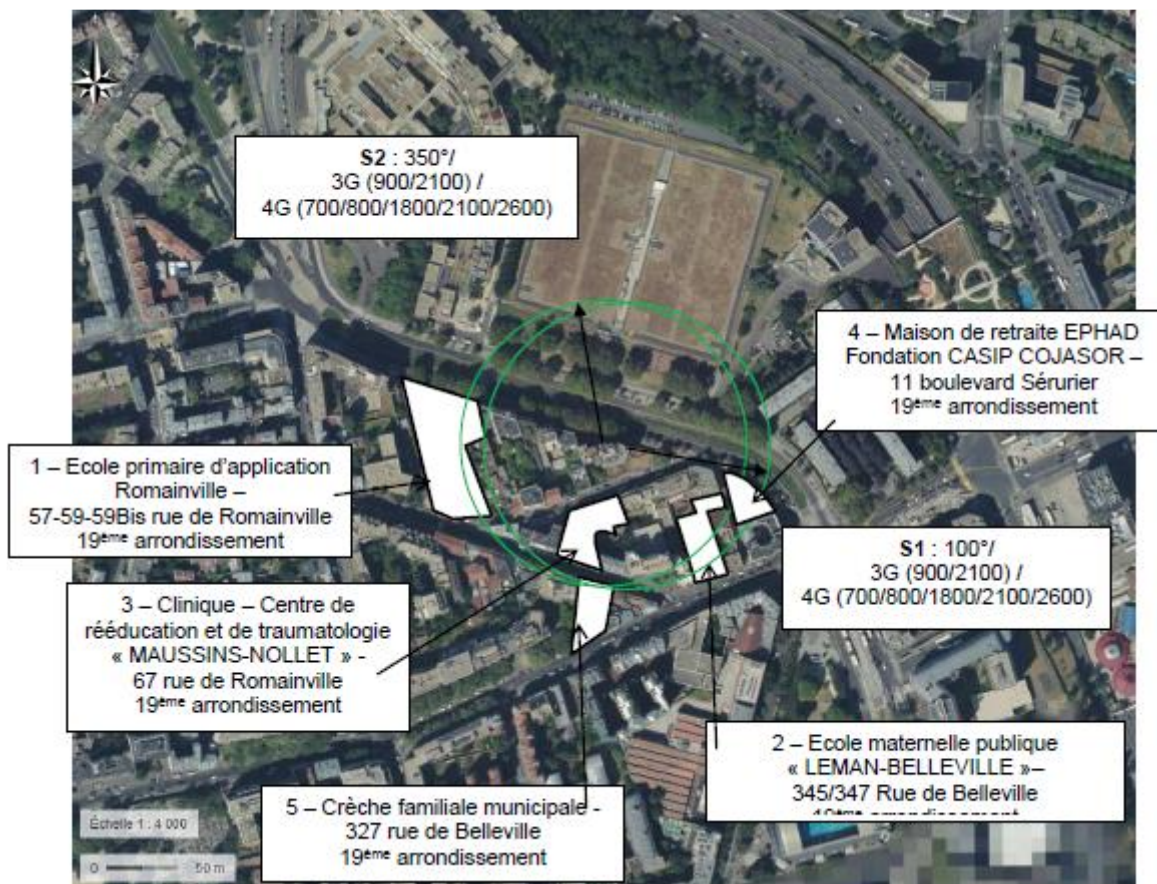 S2 : 350°/
3G (900/2100) /
4G (700/800/1800/2100/2600)
4 – Maison de retraite EPHAD
Fondation CASIP COJASOR –
11 boulevard Sérurier
19ème arrondissement
1 – Ecole primaire d'application
Romainville –
57-59-59Bis rue de Romainville
19ème arrondissement
S1 : 100°/
3G (900/2100) /
4G (700/800/1800/2100/2600)
3 – Clinique – Centre de
rééducation et de traumatologie
« MAUSSINS-NOLLET » -
67 rue de Romainville
19ème arrondissement
2 – Ecole maternelle publique
« LEMAN-BELLEVILLE »–
345/347 Rue de Belleville
19ème arrondissement
5 – Crèche familiale municipale -
327 rue de Belleville
19ème arrondissement
Échelle 1 : 4 000
0 50 m